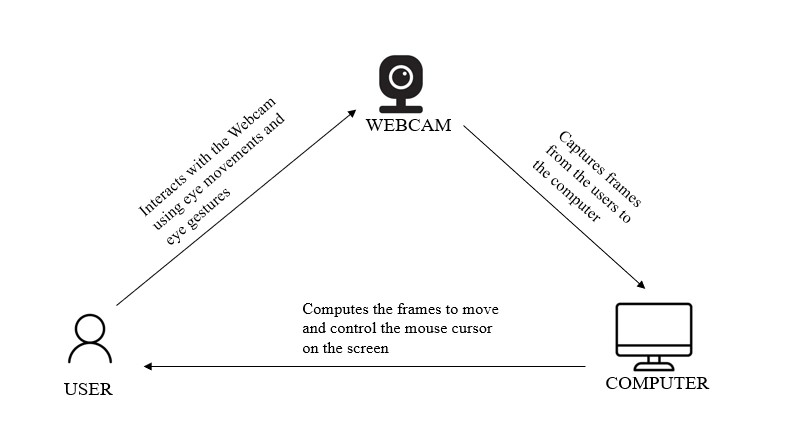 WEBCAM
Interacts with the Webcam
using eye movements and
eye gestures
Captures frames
from the users to
the computer
Computes the frames to move
and control the mouse cursor
on the screen
USER
COMPUTER